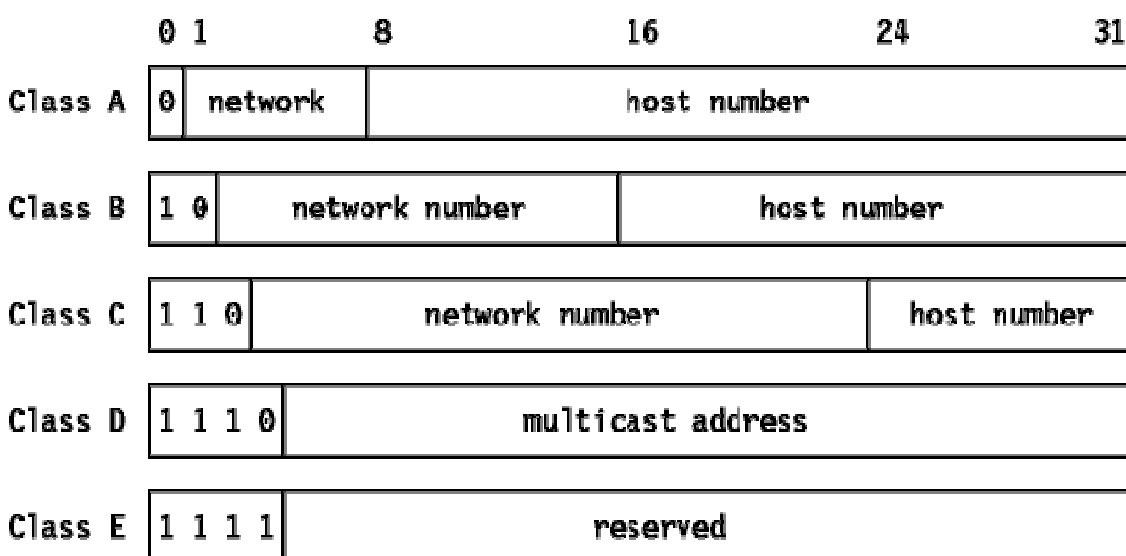 0 1 8 16 24 31
Class A 0 network host number
Class B 1 0 network number host number
Class C 1 1 0 network number host number
Class D 1 1 1 0 multicast address
Class E 1 1 1 1 reserved